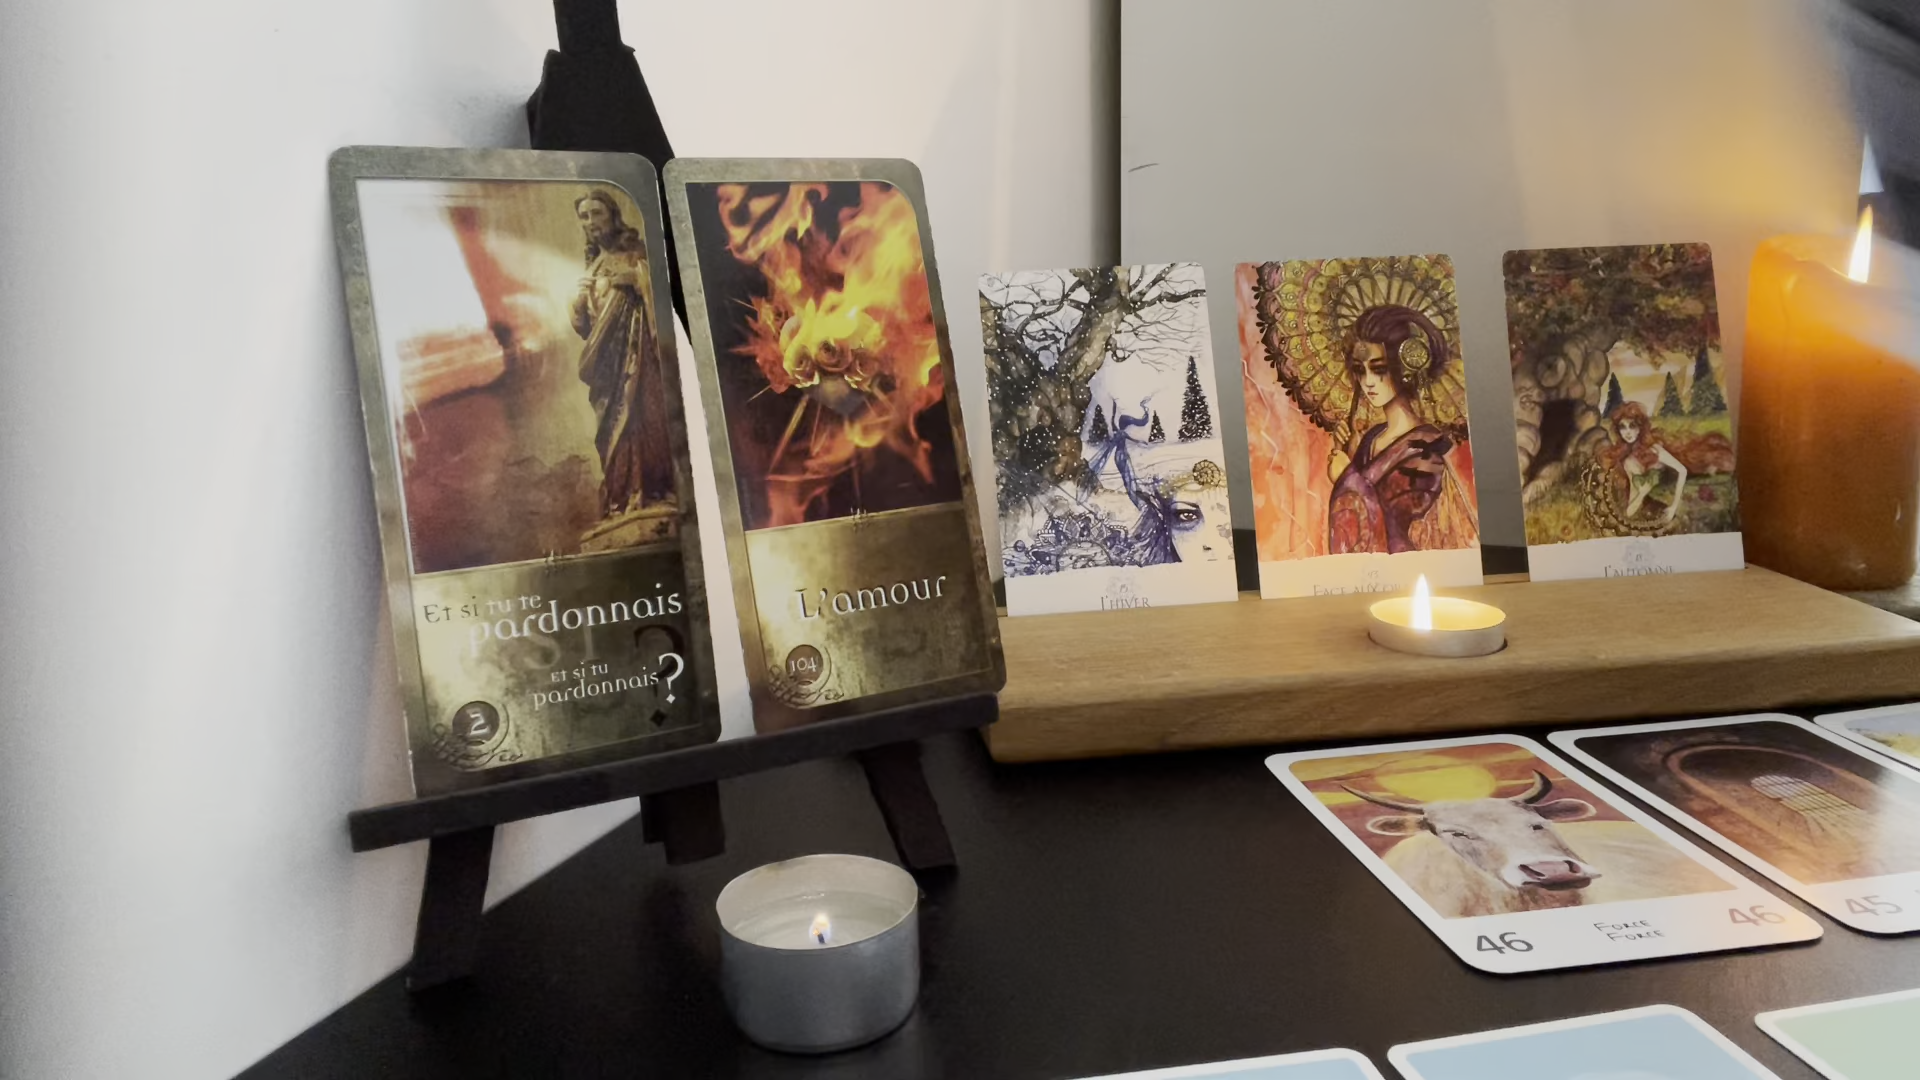 Et si tu te
pardonnais
et si tu
pardonnais?
2
L'amour
104
L'HIVER
L'AUTOMNE
46
FORCE
FORCE
46
45